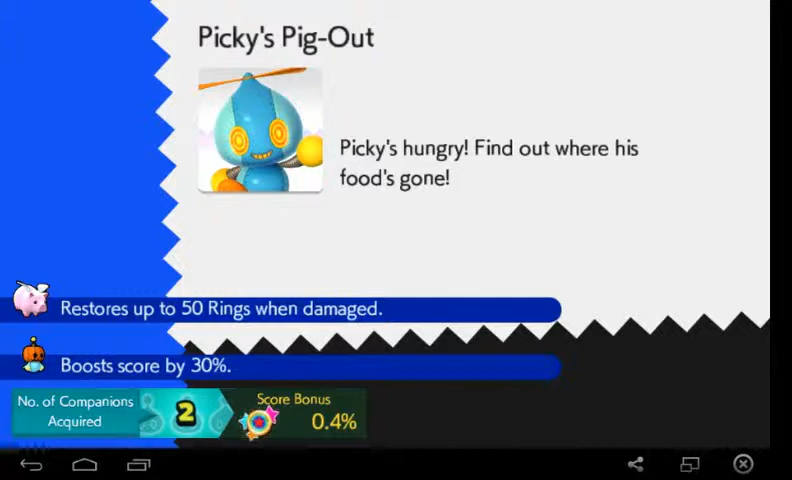 Picky's Pig-Out
Picky's hungry! Find out where his
food's gone!
Restores up to 50 Rings when damaged.
Boosts score by 30%.
No. of Companions
Acquired
2
Score Bonus
0.4%